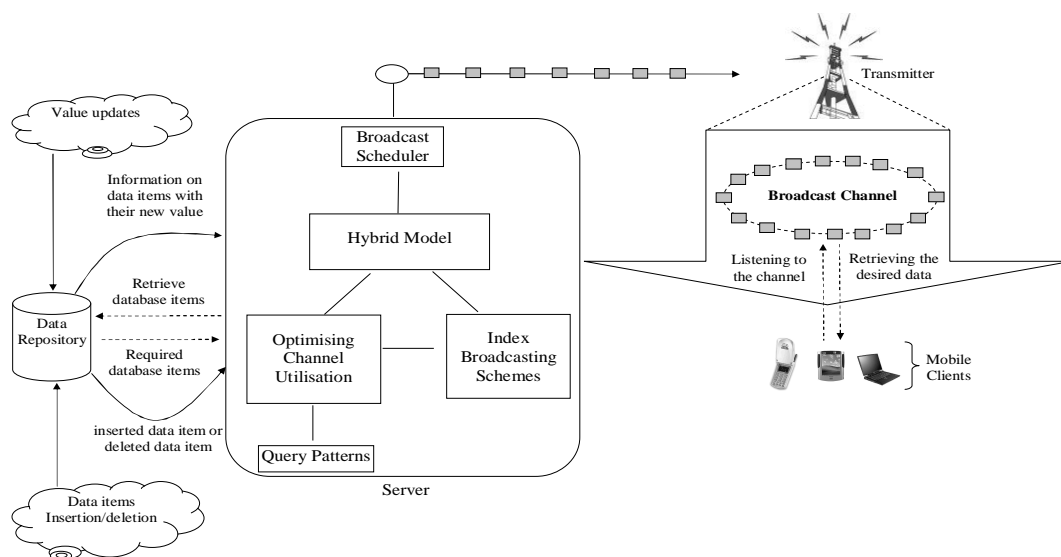 Value updates
Information on
data items with
their new value
Retrieve
database items
Data
Repository
Required
database items
inserted data item or
deleted data item
Data items
Insertion/deletion
Broadcast
Scheduler
Hybrid Model
Optimising
Channel
Utilisation
Index
Broadcasting
Schemes
Query Patterns
Server
Transmitter
Broadcast Channel
Listening to
the channel
Retrieving the
desired data
Mobile
Clients